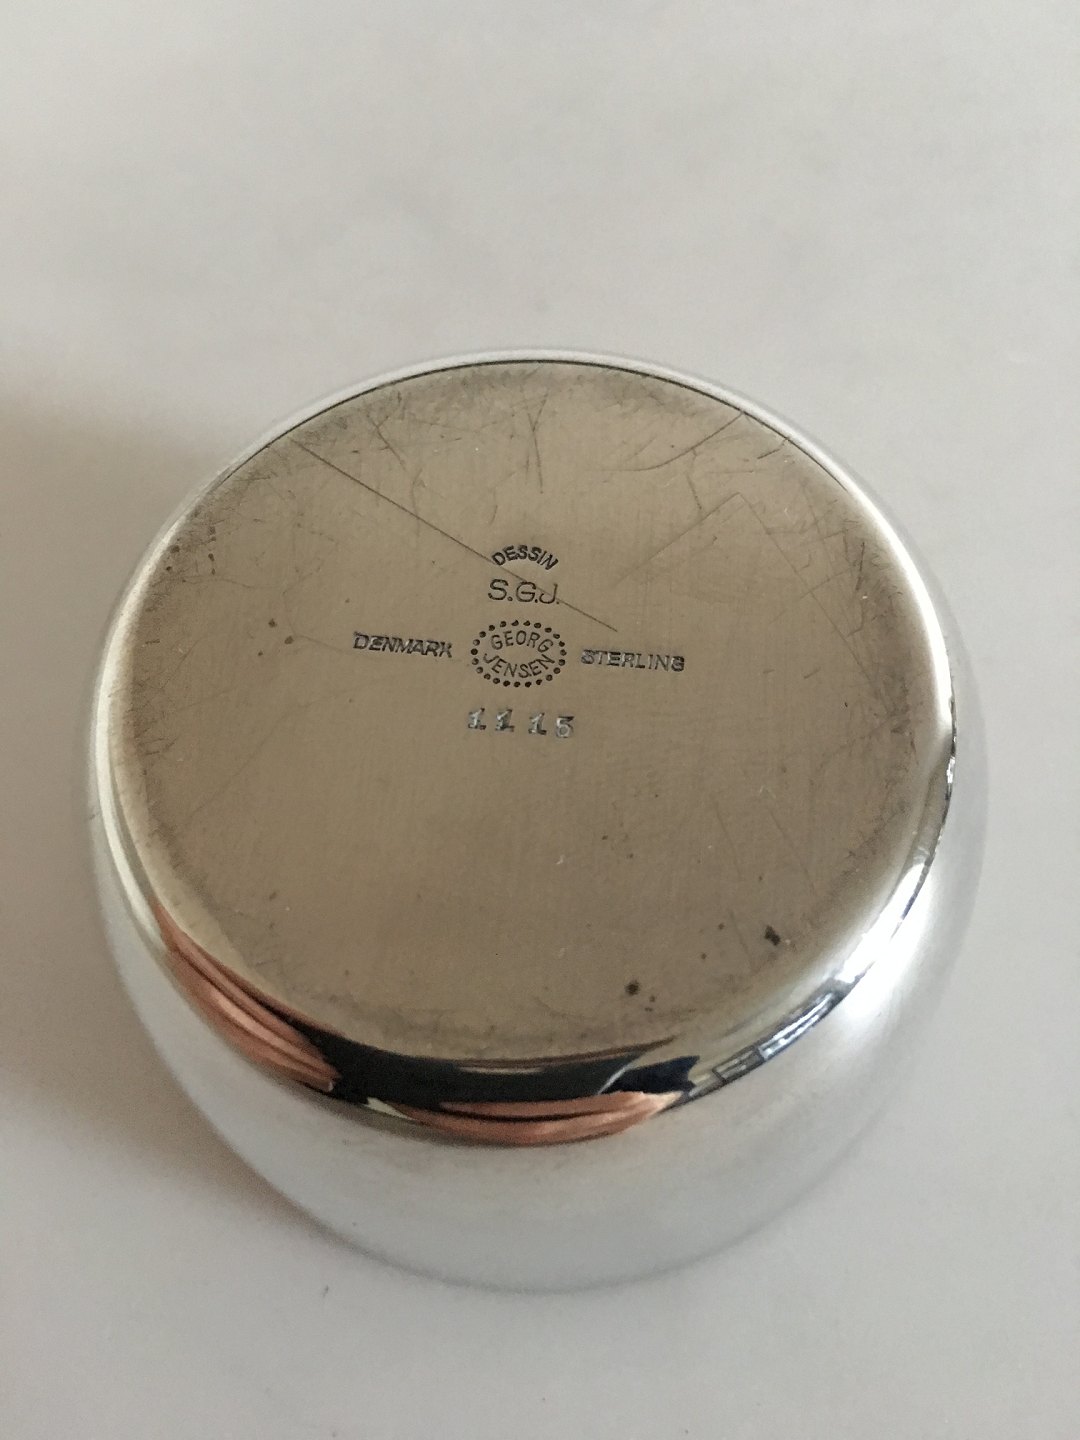 DESSIN
S.G.J.
DENMARK GEORG JENSEN STERLING
1115